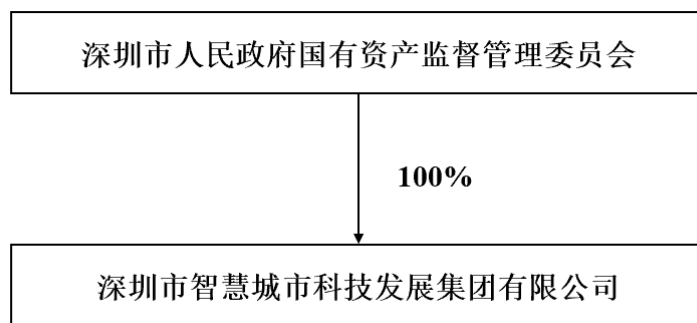 深圳市人民政府国有资产监督管理委员会
100%
深圳市智慧城市科技发展集团有限公司